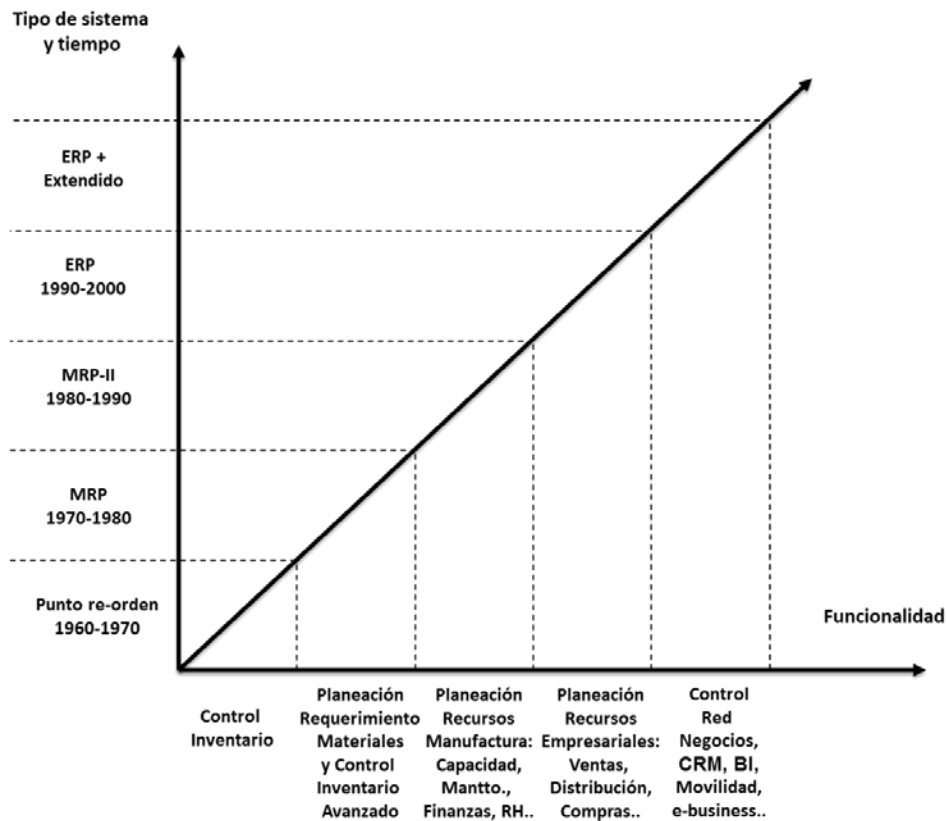 Tipo de sistema
y tiempo
ERP +
Extendido
ERP
1990-2000
MRP-II
1980-1990
MRP
1970-1980
Punto re-orden
1960-1970
Funcionalidad
Control
Inventario
Planeación
Requerimiento
Materiales
y Control
Inventario
Avanzado
Planeación
Recursos
Manufactura:
Capacidad,
Mantto.,
Finanzas, RH..
Planeación
Recursos
Empresariales:
Ventas,
Distribución,
Compras..
Control
Red
Negocios,
CRM, BI,
Movilidad,
e-business..